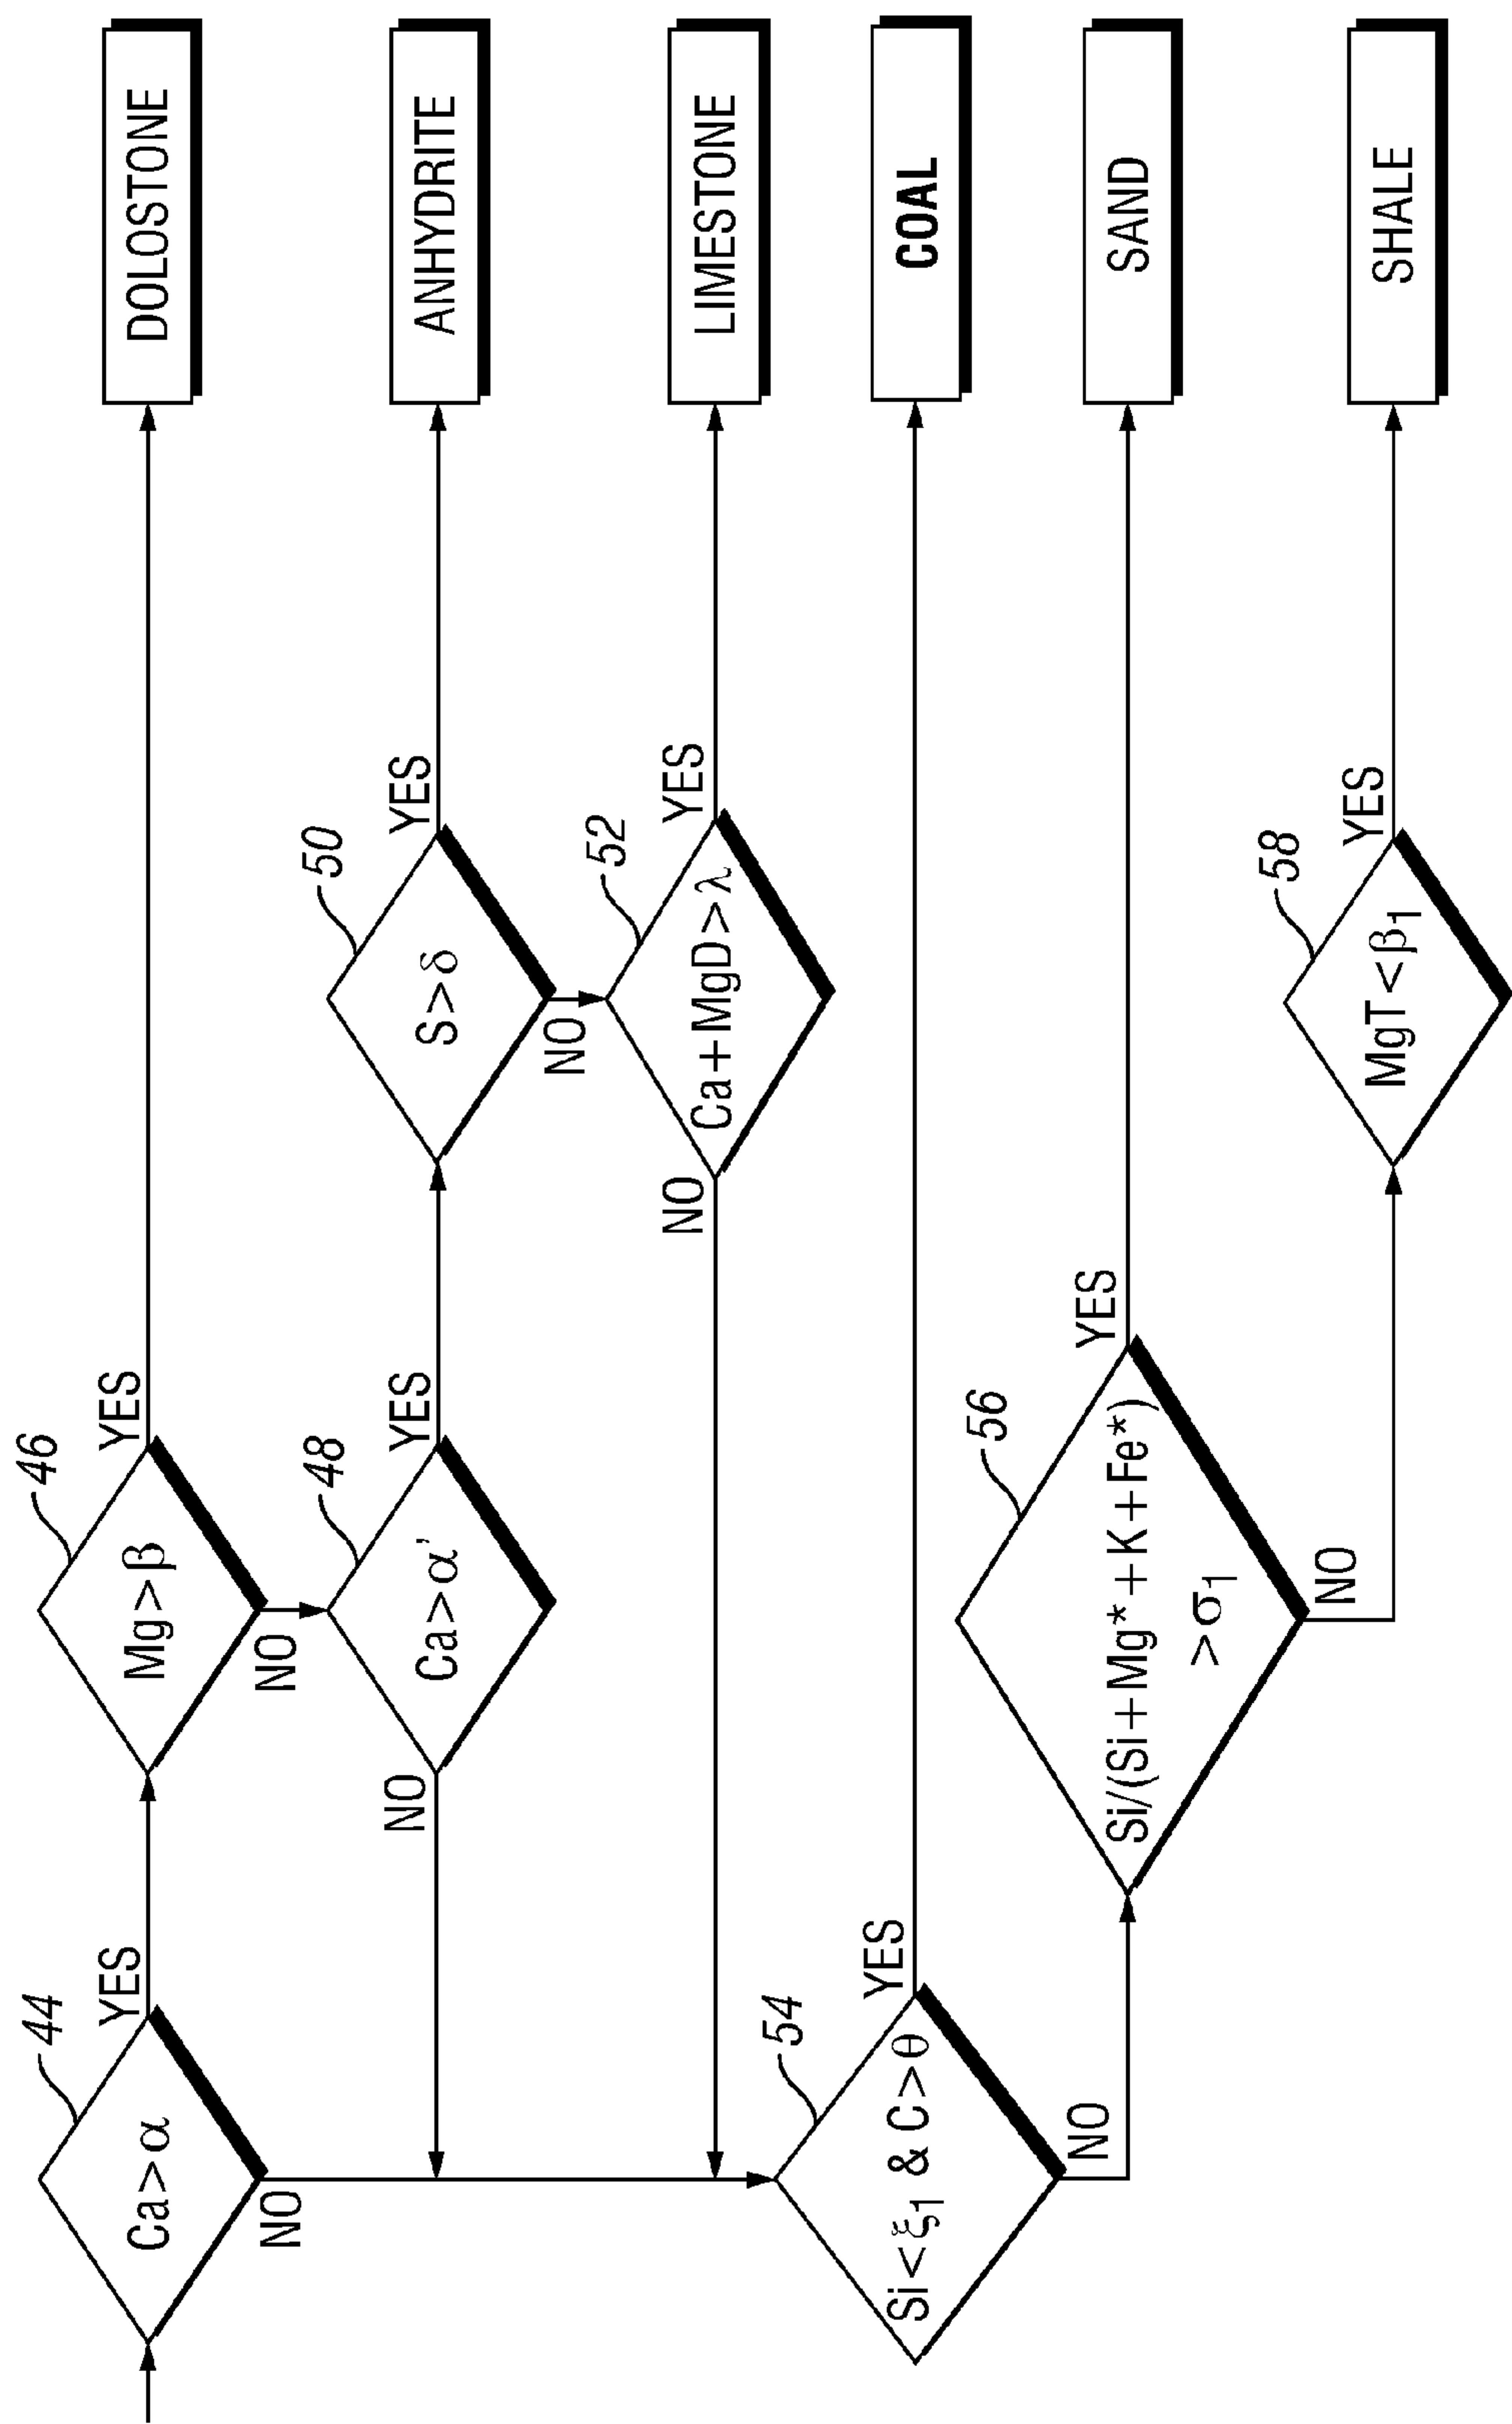 44
Ca>α
YES
NO
46
Mg>β
YES
NO
DOLOSTONE
48
Ca>α'
YES
NO
50
S>δ
YES
NO
ANHYDRITE
52
Ca+MgD>λ
YES
NO
LIMESTONE
54
Si<ξ1 & C>θ
YES
NO
COAL
56
Si/(Si+Mg*+K+Fe*)
>σ1
YES
NO
SAND
58
MgT<β1
YES
SHALE